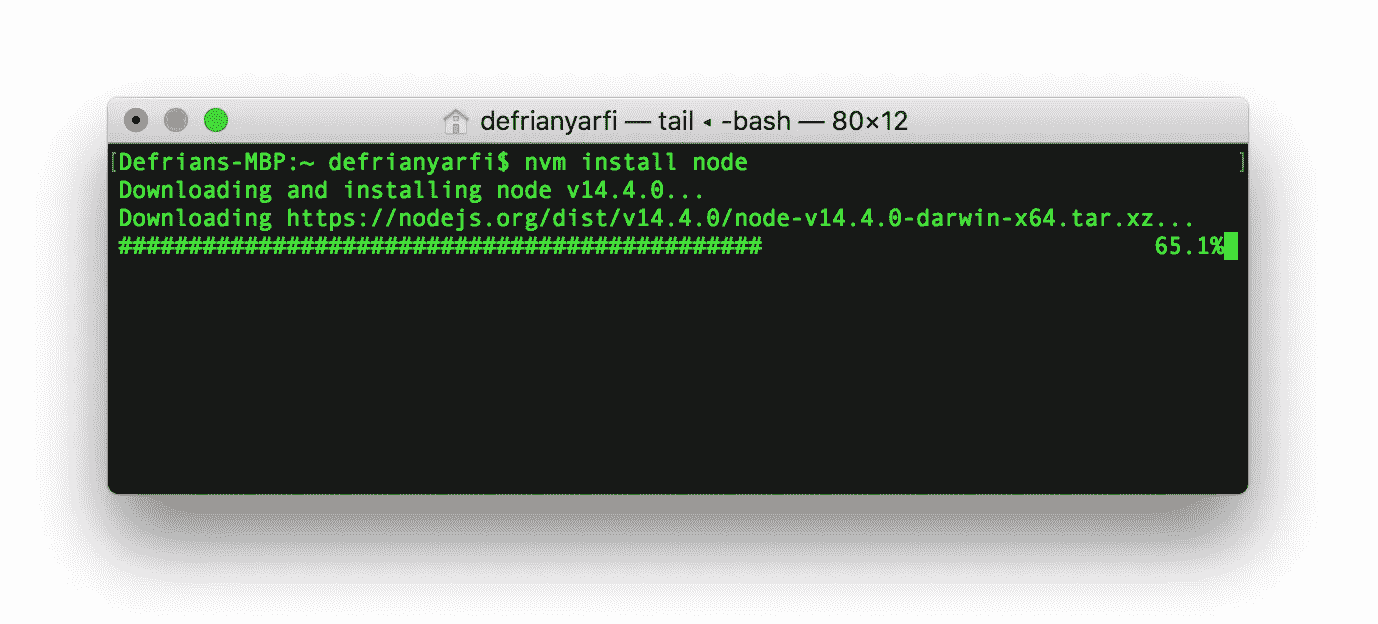 defrianyarfi — tail ◂ -bash — 80×12
[Defrians-MBP:~ defrianyarfi$ nvm install node ]
Downloading and installing node v14.4.0...
Downloading https://nodejs.org/dist/v14.4.0/node-v14.4.0-darwin-x64.tar.xz...
############################################## 65.1%